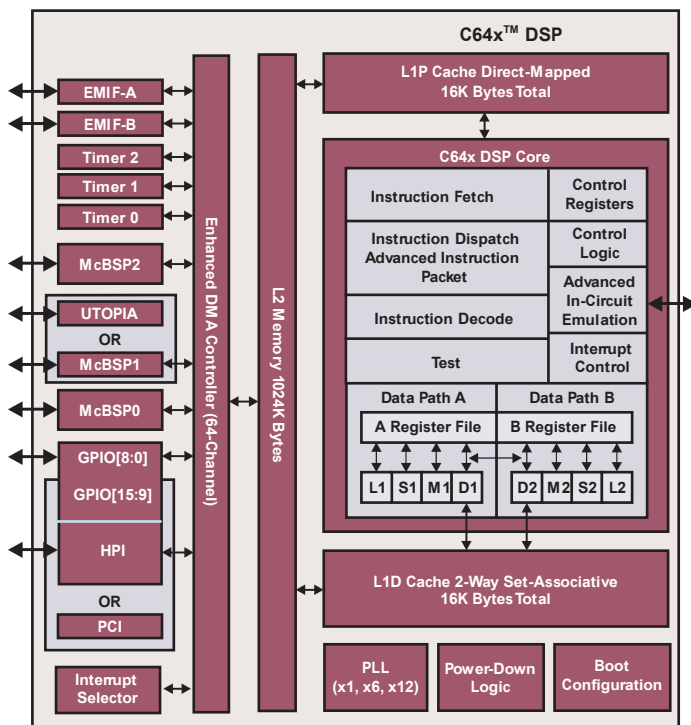 C64x™ DSP
EMIF-A
EMIF-B
Timer 2
Timer 1
Timer 0
McBSP2
UTOPIA
OR
McBSP1
McBSP0
GPIO[8:0]
GPIO[15:9]
HPI
OR
PCI
Interrupt
Selector
Enhanced DMA Controller (64-Channel)
L2 Memory 1024K Bytes
L1P Cache Direct-Mapped
16K Bytes Total
C64x DSP Core
Instruction Fetch
Control
Registers
Instruction Dispatch
Advanced Instruction
Packet
Control
Logic
Advanced
In-Circuit
Emulation
Instruction Decode
Test
Interrupt
Control
Data Path A
Data Path B
A Register File
B Register File
L1 S1 M1 D1
D2 M2 S2 L2
L1D Cache 2-Way Set-Associative
16K Bytes Total
PLL
(x1, x6, x12)
Power-Down
Logic
Boot
Configuration